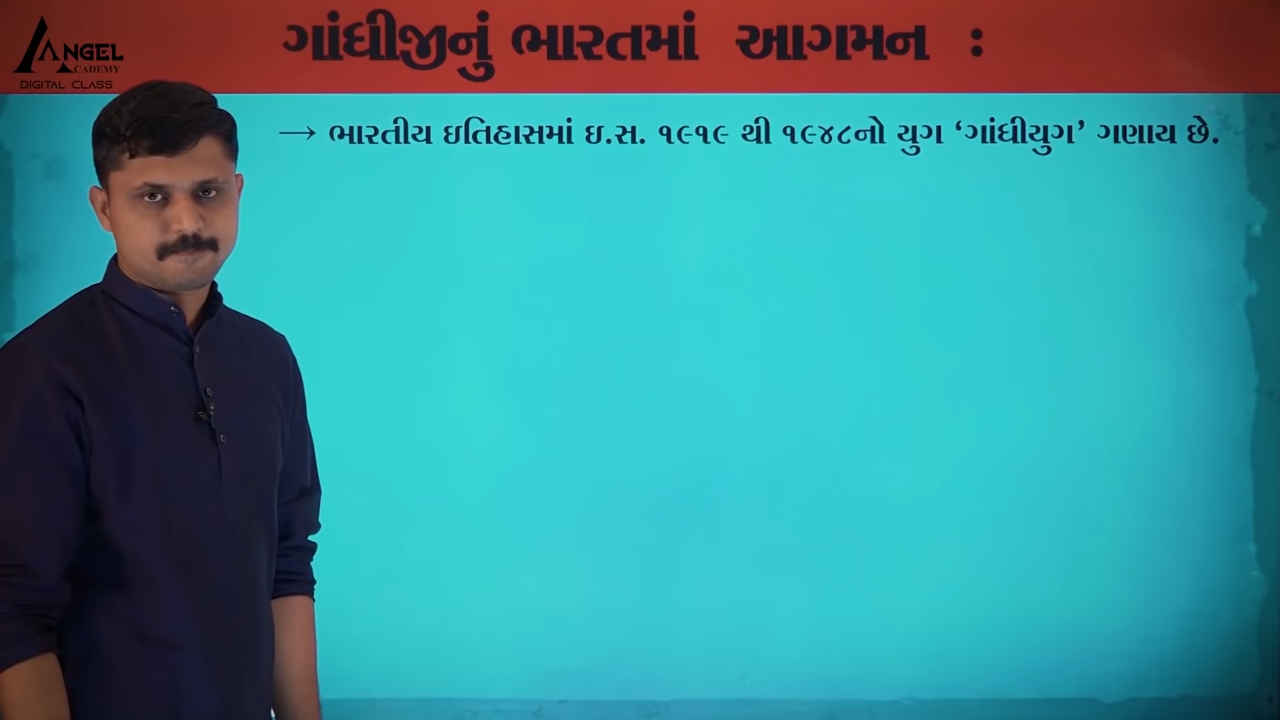 ANGEL
ACADEMY
DIGITAL CLASS
ગાંધીજીનું ભારતમાં આગમન :
→ ભારતીય ઇતિહાસમાં ઇ.સ. ૧૯૧૯ થી ૧૯૪૮નો યુગ ‘ગાંધીયુગ’ ગણાય છે.